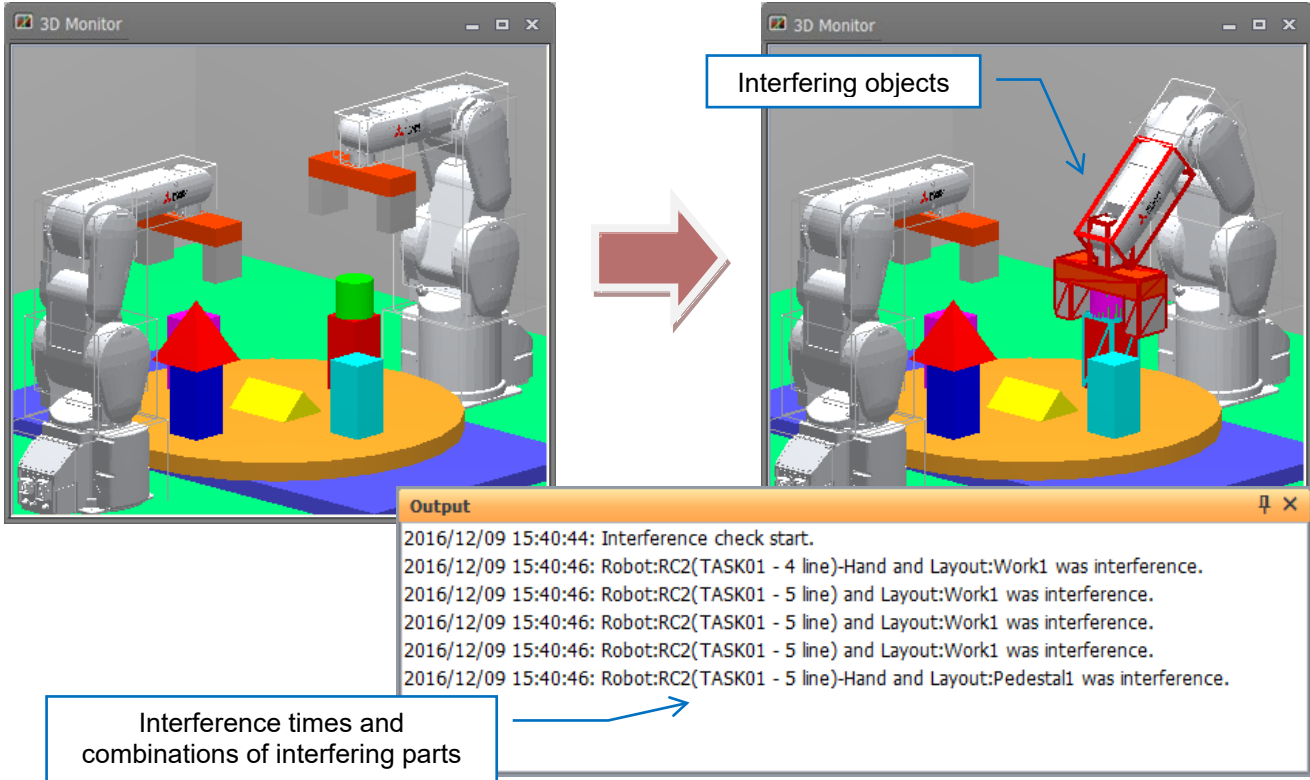 3D Monitor
3D Monitor
Interfering objects
Output
2016/12/09 15:40:44: Interference check start.
2016/12/09 15:40:46: Robot:RC2(TASK01 - 4 line)-Hand and Layout:Work1 was interference.
2016/12/09 15:40:46: Robot:RC2(TASK01 - 5 line) and Layout:Work1 was interference.
2016/12/09 15:40:46: Robot:RC2(TASK01 - 5 line) and Layout:Work1 was interference.
2016/12/09 15:40:46: Robot:RC2(TASK01 - 5 line) and Layout:Work1 was interference.
2016/12/09 15:40:46: Robot:RC2(TASK01 - 5 line)-Hand and Layout:Pedestal1 was interference.
Interference times and
combinations of interfering parts